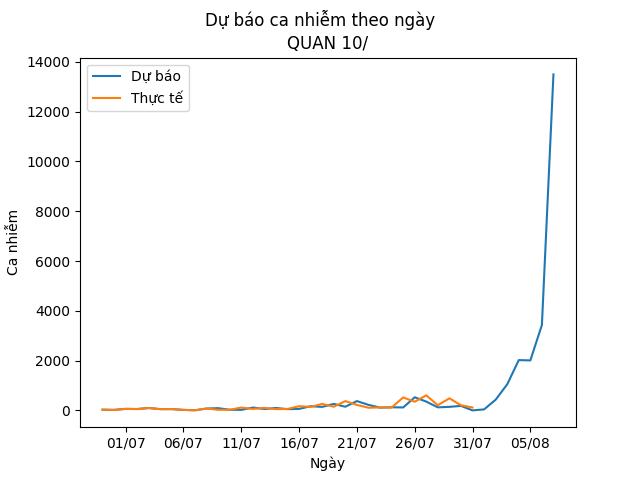 Dự báo ca nhiễm theo ngày
QUAN 10/
Dự báo
Thực tế
14000
12000
10000
8000
6000
4000
2000
0
Ca nhiễm
01/07 06/07 11/07 16/07 21/07 26/07 31/07 05/08
Ngày